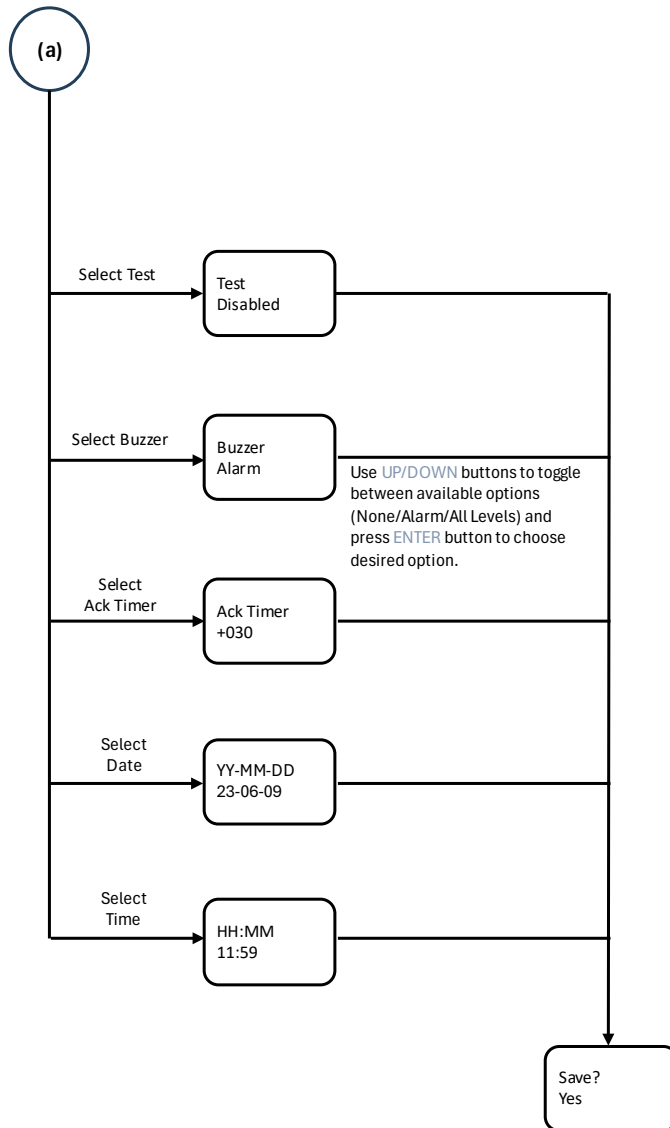 (a)
Select Test
Test
Disabled
Select Buzzer
Buzzer
Alarm
Use UP/DOWN buttons to toggle
between available options
(None/Alarm/All Levels) and
press ENTER button to choose
desired option.
Select
Ack Timer
Ack Timer
+030
Select
Date
YY-MM-DD
23-06-09
Select
Time
HH:MM
11:59
Save?
Yes